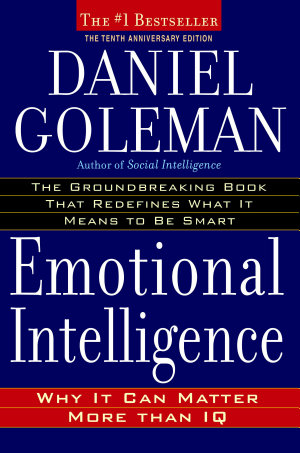 THE #1 BESTSELLER
THE TENTH ANNIVERSARY EDITION
DANIEL
GOLEMAN
Author of Social Intelligence
THE GROUNDBREAKING BOOK
THAT REDEFINES WHAT IT
MEANS TO BE SMART
Emotional
Intelligence
WHY IT CAN MATTER
MORE THAN IQ